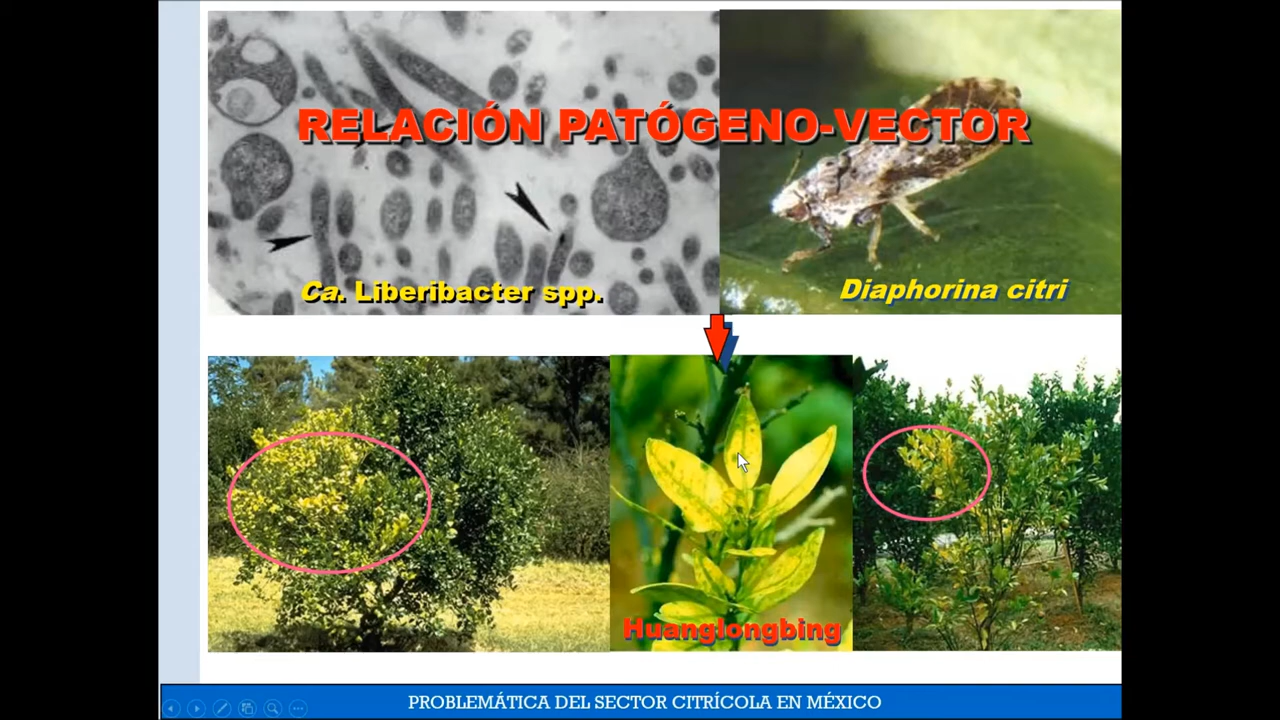 RELACIÓN PATÓGENO-VECTOR
Ca. Liberibacter spp.
Diaphorina citri
Huanglongbing
PROBLEMÁTICA DEL SECTOR CITRÍCOLA EN MÉXICO